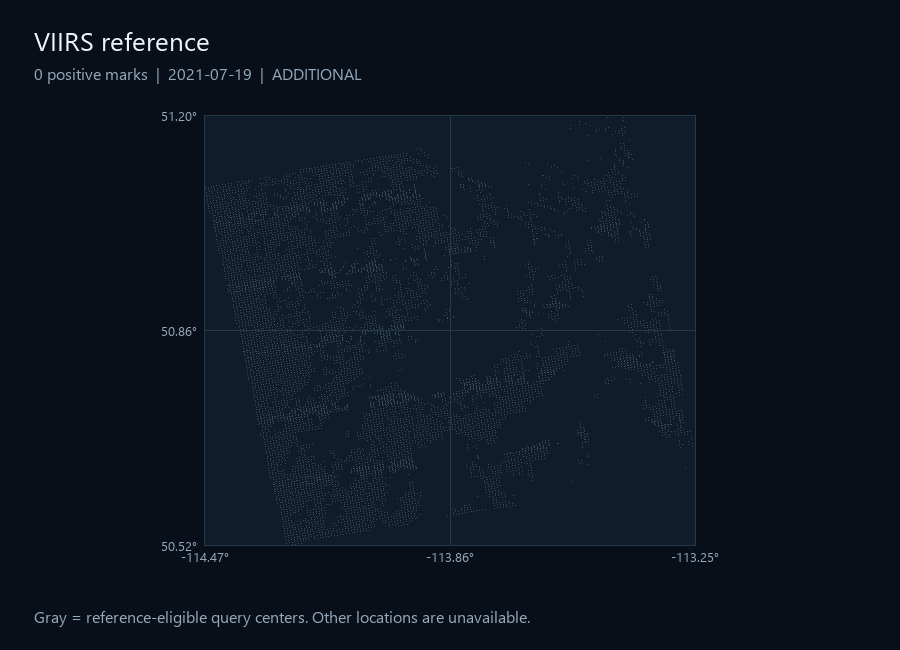 VIIRS reference
0 positive marks | 2021-07-19 | ADDITIONAL
51.20°
50.86°
50.52°
-114.47°
-113.86°
-113.25°
Gray = reference-eligible query centers. Other locations are unavailable.